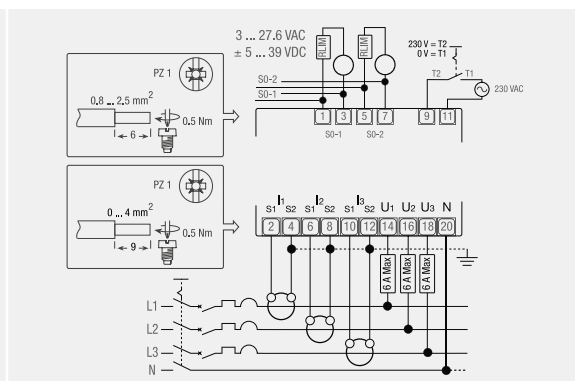 3 ... 27.6 VAC
± 5 ... 39 VDC
RLIM
RLIM
230 V = T2
0 V = T1
T2 T1
230 VAC
S0-2
S0-1
1 3 5 7 9 11
S0-1 S0-2
PZ 1
0.8 ... 2.5 mm2
6
0.5 Nm
PZ 1
0 ... 4 mm2
9
0.5 Nm
I1 I2 I3 U1 U2 U3 N
S1 S2 S1 S2 S1 S2
2 4 6 8 10 12 14 16 18 20
6 A Max
6 A Max
6 A Max
L1
L2
L3
N